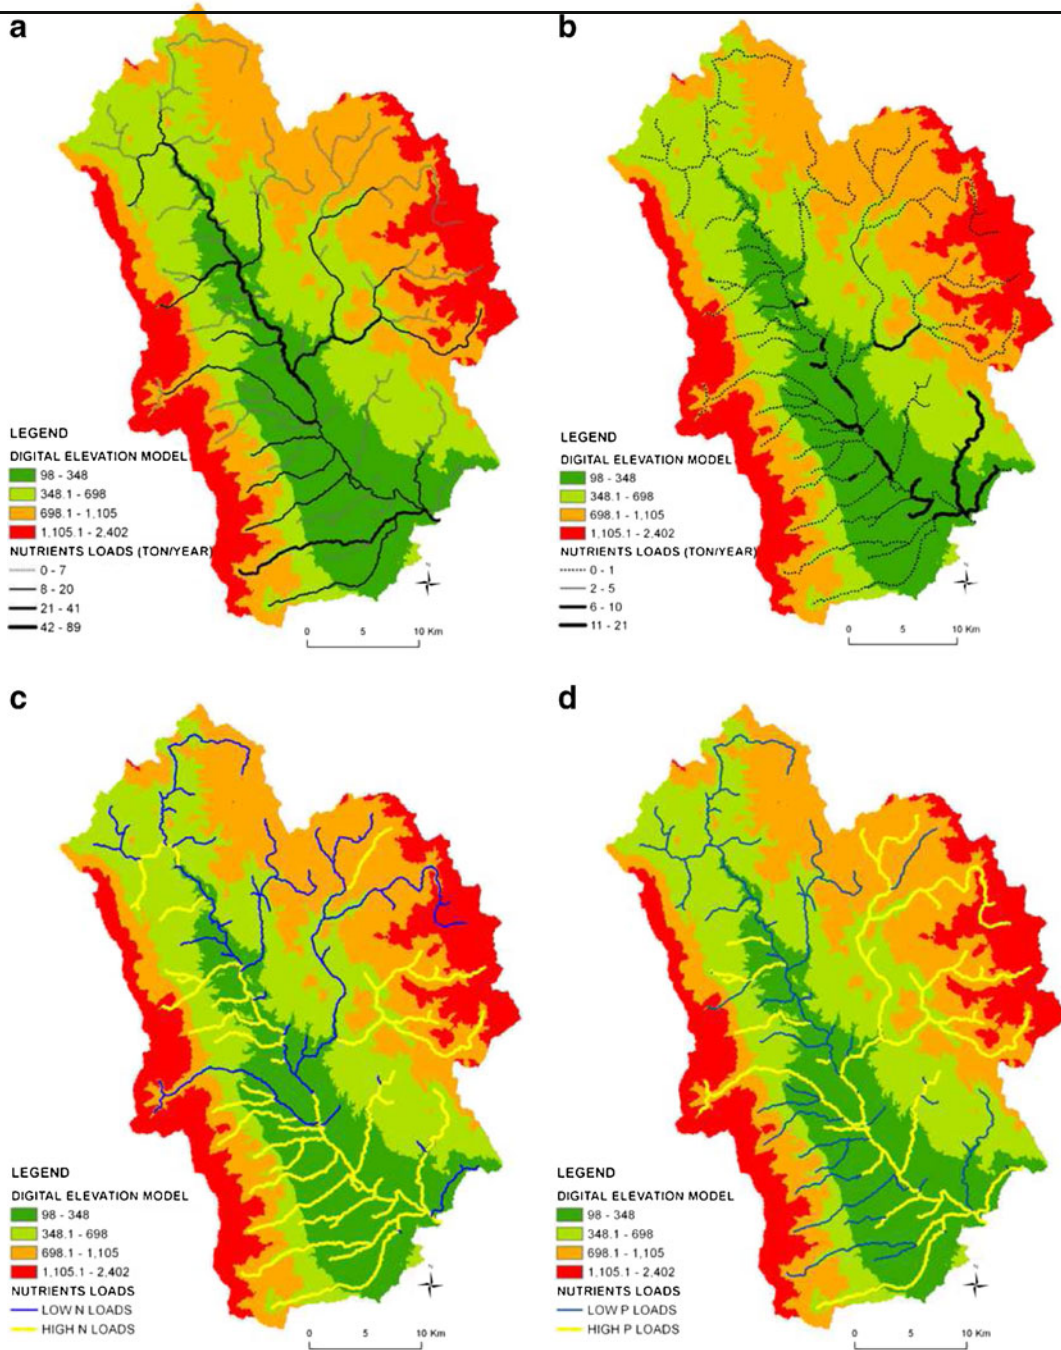 a
LEGEND
DIGITAL ELEVATION MODEL
98 - 348
348.1 - 698
698.1 - 1,105
1,105.1 - 2,402
NUTRIENTS LOADS (TON/YEAR)
0 - 7
8 - 20
21 - 41
42 - 89
0 5 10 Km
b
LEGEND
DIGITAL ELEVATION MODEL
98 - 348
348.1 - 698
698.1 - 1,105
1,105.1 - 2.402
NUTRIENTS LOADS (TON/YEAR)
0 - 1
2 - 5
6 - 10
11 - 21
0 5 10 Km
c
LEGEND
DIGITAL ELEVATION MODEL
98 - 348
348.1 - 698
698.1 - 1,105
1,105.1 - 2.402
NUTRIENTS LOADS
LOW N LOADS
HIGH N LOADS
0 5 10 Km
d
LEGEND
DIGITAL ELEVATION MODEL
98 - 348
348.1 - 698
698.1 - 1,105
1,105.1 - 2.402
NUTRIENTS LOADS
LOW P LOADS
HIGH P LOADS
0 5 10 Km